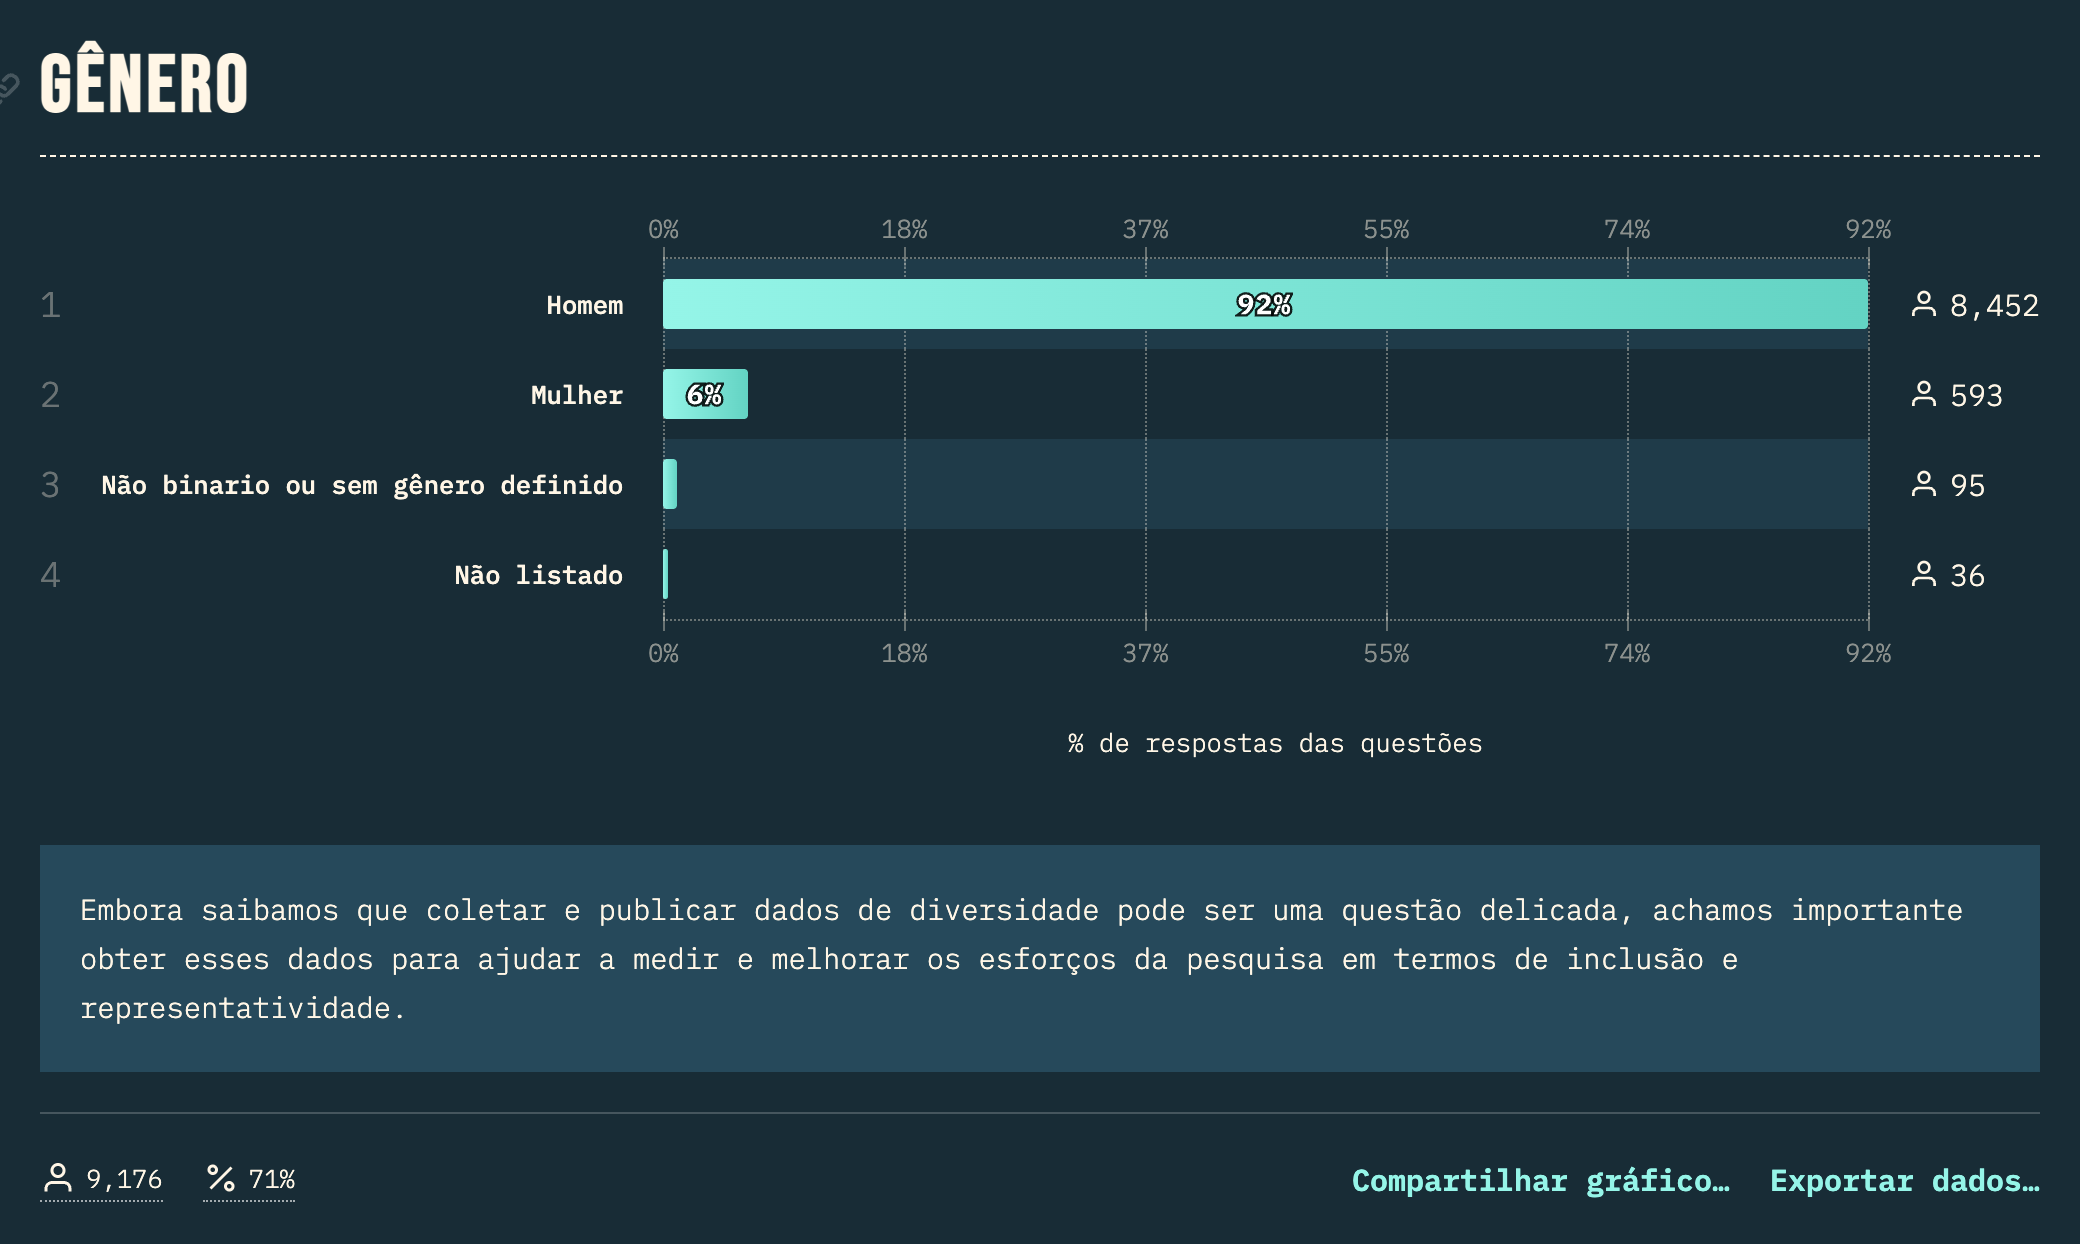 GÊNERO
0% 18% 37% 55% 74% 92%
1 Homem 92% 8,452
2 Mulher 6% 593
3 Não binario ou sem gênero definido 95
4 Não listado 36
0% 18% 37% 55% 74% 92%
% de respostas das questões
Embora saibamos que coletar e publicar dados de diversidade pode ser uma questão delicada, achamos importante
obter esses dados para ajudar a medir e melhorar os esforços da pesquisa em termos de inclusão e
representatividade.
9,176 71% Compartilhar gráfico… Exportar dados…